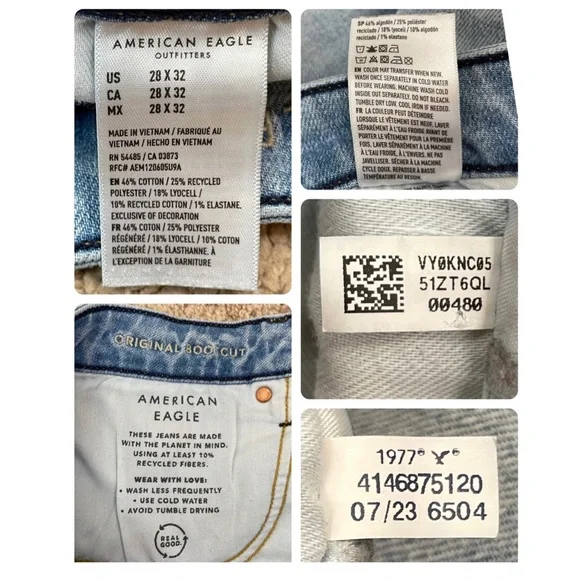 AMERICAN EAGLE
OUTFITTERS
US 28 X 32
CA 28 X 32
MX 28 X 32
MADE IN VIETNAM / FABRIQUÉ AU
VIETNAM / HECHO EN VIETNAM
RN 54485 / CA 03873
RFC# AEM120605U9A
EN 46% COTTON / 25% RECYCLED
POLYESTER / 18% LYOCELL /
10% RECYCLED COTTON / 1% ELASTANE.
EXCLUSIVE OF DECORATION
FR 46% COTON / 25% POLYESTER
RÉGÉNÉRÉ / 18% LYOCELL / 10% COTON
RÉGÉNÉRÉ / 1% ÉLASTHANNE. À
L'EXCEPTION DE LA GARNITURE
SP 46% algodón / 25% poliéster
reciclado / 18% lyocell / 10% algodón
reciclado / 1% elastano
EN COLOR MAY TRANSFER WHEN NEW.
WASH ONCE SEPARATELY IN COLD WATER
BEFORE WEARING. MACHINE WASH COLD
INSIDE OUT SEPARATELY. DO NOT BLEACH.
TUMBLE DRY LOW. COOL IRON IF NEEDED.
FR LA COULEUR PEUT DÉTEINDRE
LORSQUE LE VÊTEMENT EST NEUF. LAVER
SÉPARÉMENT À L'EAU FROIDE AVANT DE
PORTER LE VÊTEMENT POUR LA PREMIÈRE
FOIS. LAVER SÉPARÉMENT À LA MACHINE
À L'EAU FROIDE, À L'ENVERS. NE PAS
JAVELLISER. SÉCHER PAR CULBUTAGE
CYCLE DOUX. REPASSER À BASSE
TEMPÉRATURE AU BESOIN.
VY0KNC05
51ZT6QL
00480
ORIGINAL BOOTCUT
AMERICAN
EAGLE
THESE JEANS ARE MADE
WITH THE PLANET IN MIND.
USING AT LEAST 10%
RECYCLED FIBERS.
WEAR WITH LOVE:
• WASH LESS FREQUENTLY
• USE COLD WATER
• AVOID TUMBLE DRYING
REAL
GOOD.
1977®
4146875120
07/23 6504